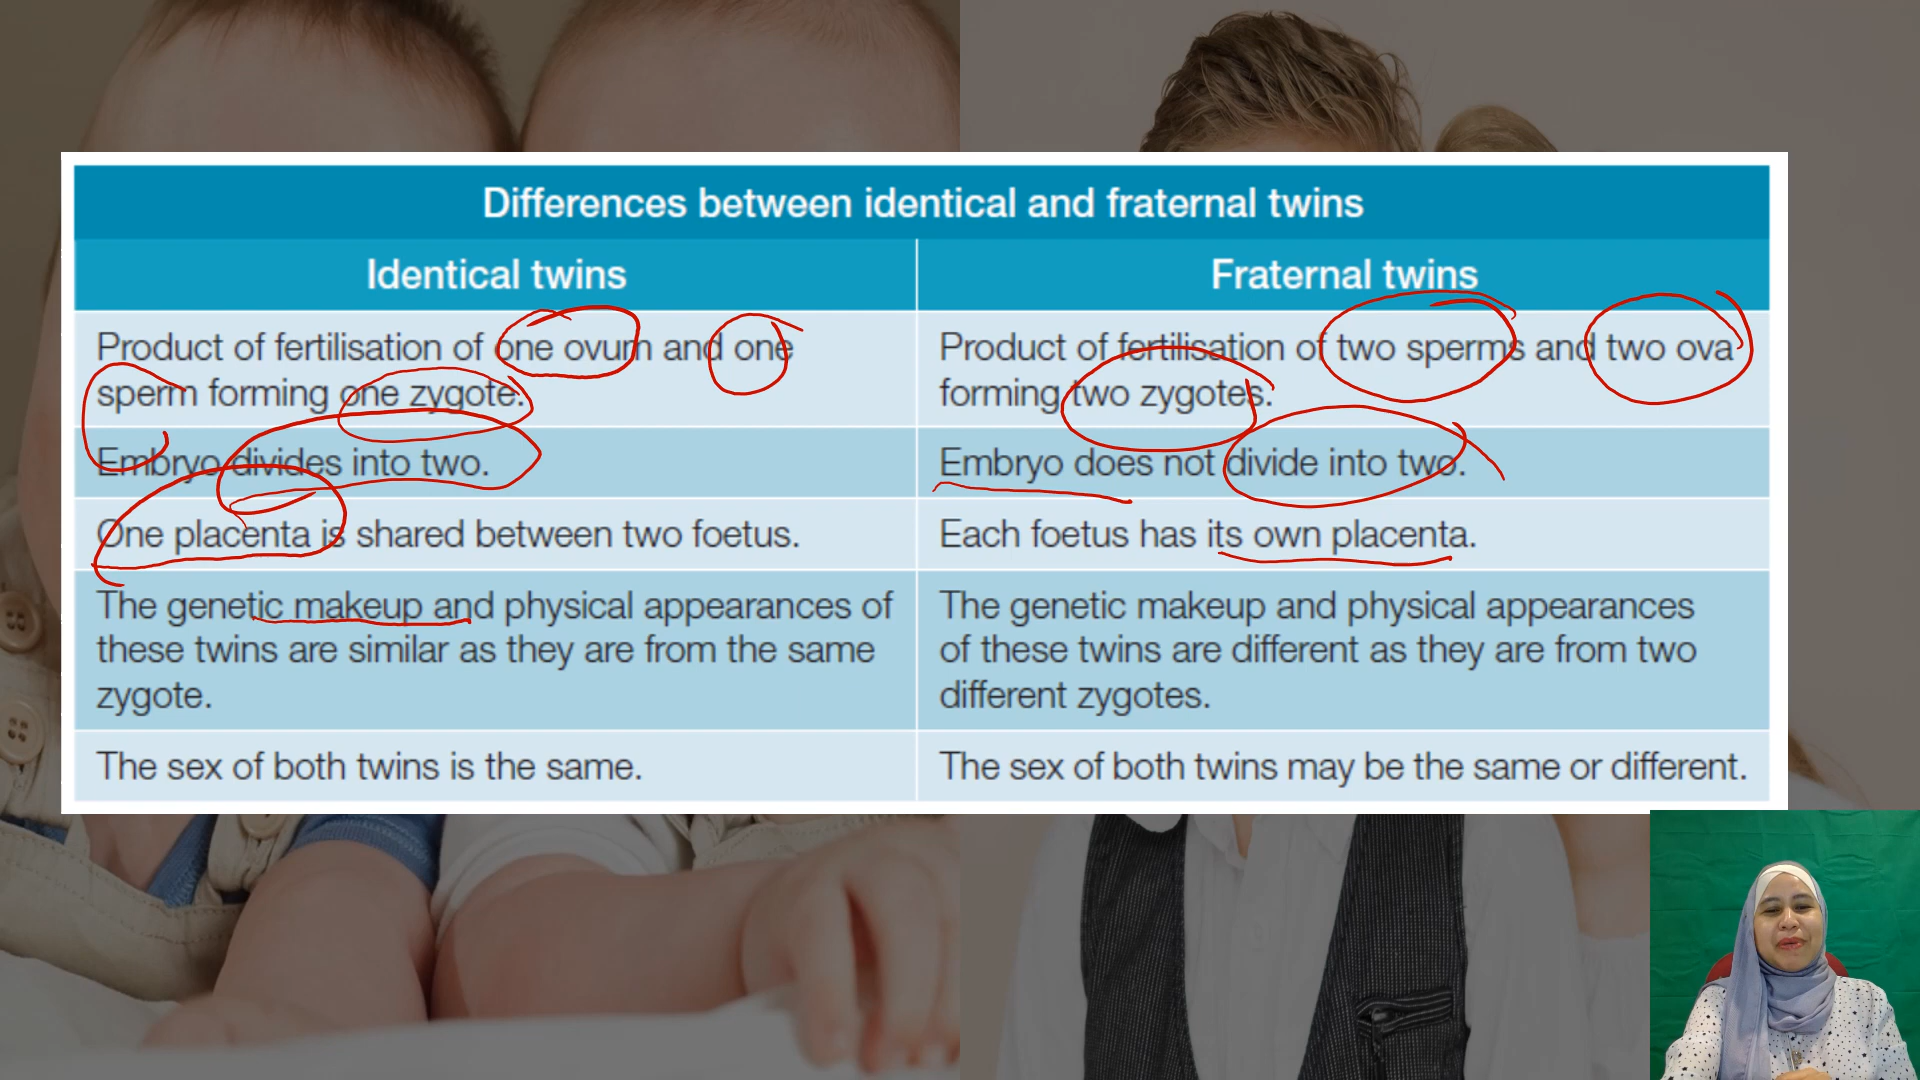 Differences between identical and fraternal twins
Identical twins
Fraternal twins
Product of fertilisation of one ovum and one
sperm forming one zygote.
Product of fertilisation of two sperms and two ova
forming two zygotes.
Embryo divides into two.
Embryo does not divide into two.
One placenta is shared between two foetus.
Each foetus has its own placenta.
The genetic makeup and physical appearances of
these twins are similar as they are from the same
zygote.
The genetic makeup and physical appearances
of these twins are different as they are from two
different zygotes.
The sex of both twins is the same.
The sex of both twins may be the same or different.